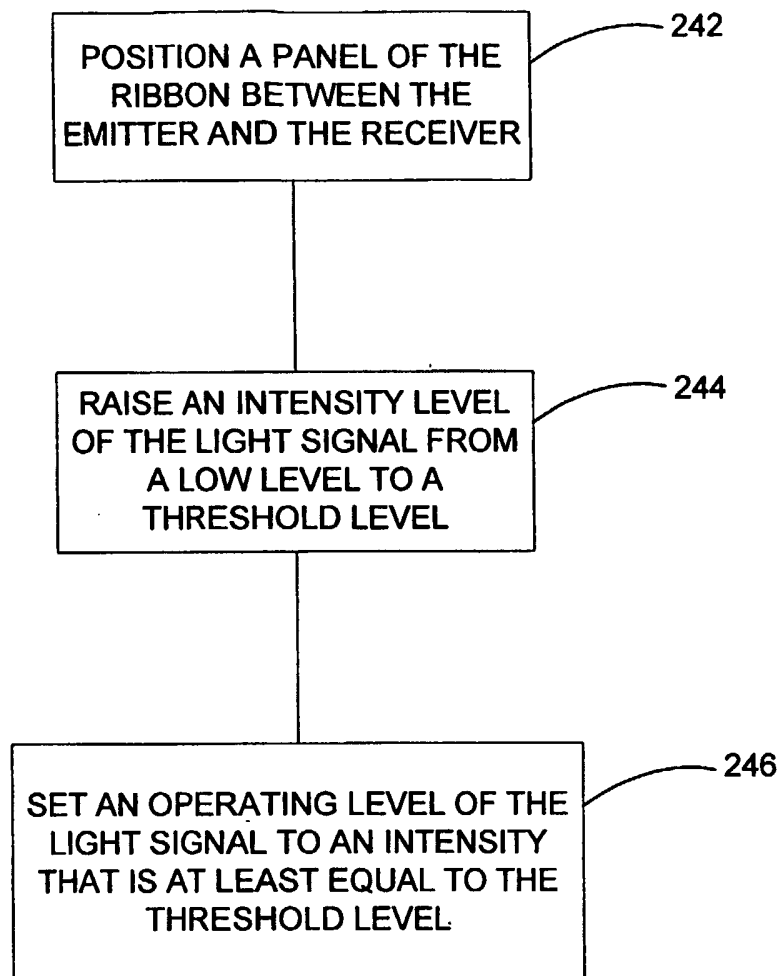 242
POSITION A PANEL OF THE
RIBBON BETWEEN THE
EMITTER AND THE RECEIVER
244
RAISE AN INTENSITY LEVEL
OF THE LIGHT SIGNAL FROM
A LOW LEVEL TO A
THRESHOLD LEVEL
246
SET AN OPERATING LEVEL OF THE
LIGHT SIGNAL TO AN INTENSITY
THAT IS AT LEAST EQUAL TO THE
THRESHOLD LEVEL